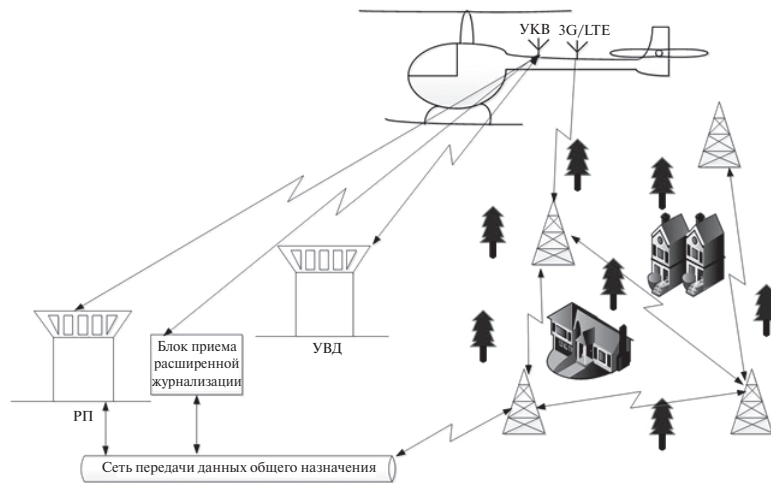 УКВ 3G/LTE
УВД
Блок приема
расширенной
журнализации
РП
Сеть передачи данных общего назначения